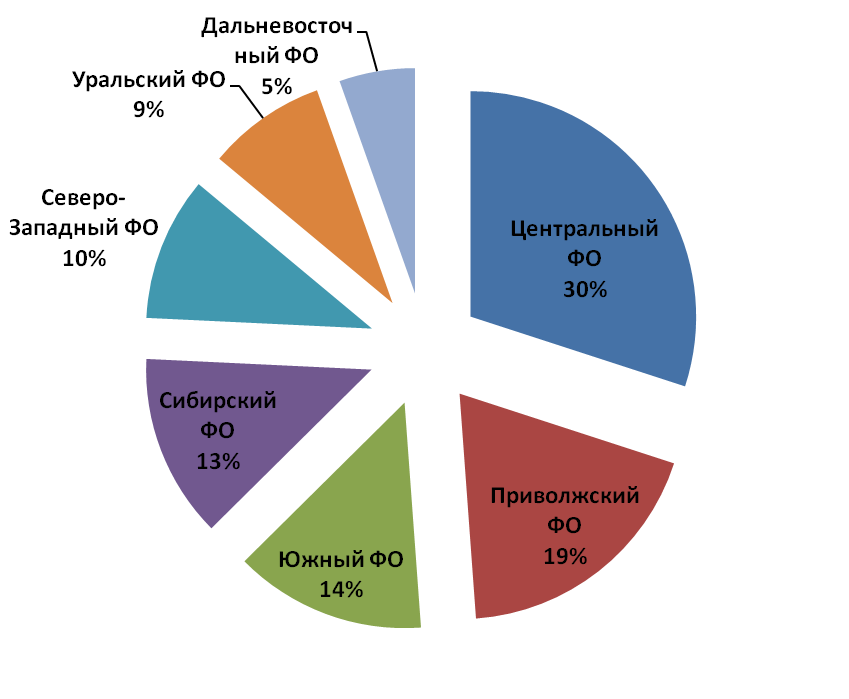 Дальневосточ
ный ФО
5%
Уральский ФО
9%
Северо-
Западный ФО
10%
Центральный
ФО
30%
Сибирский
ФО
13%
Приволжский
ФО
19%
Южный ФО
14%